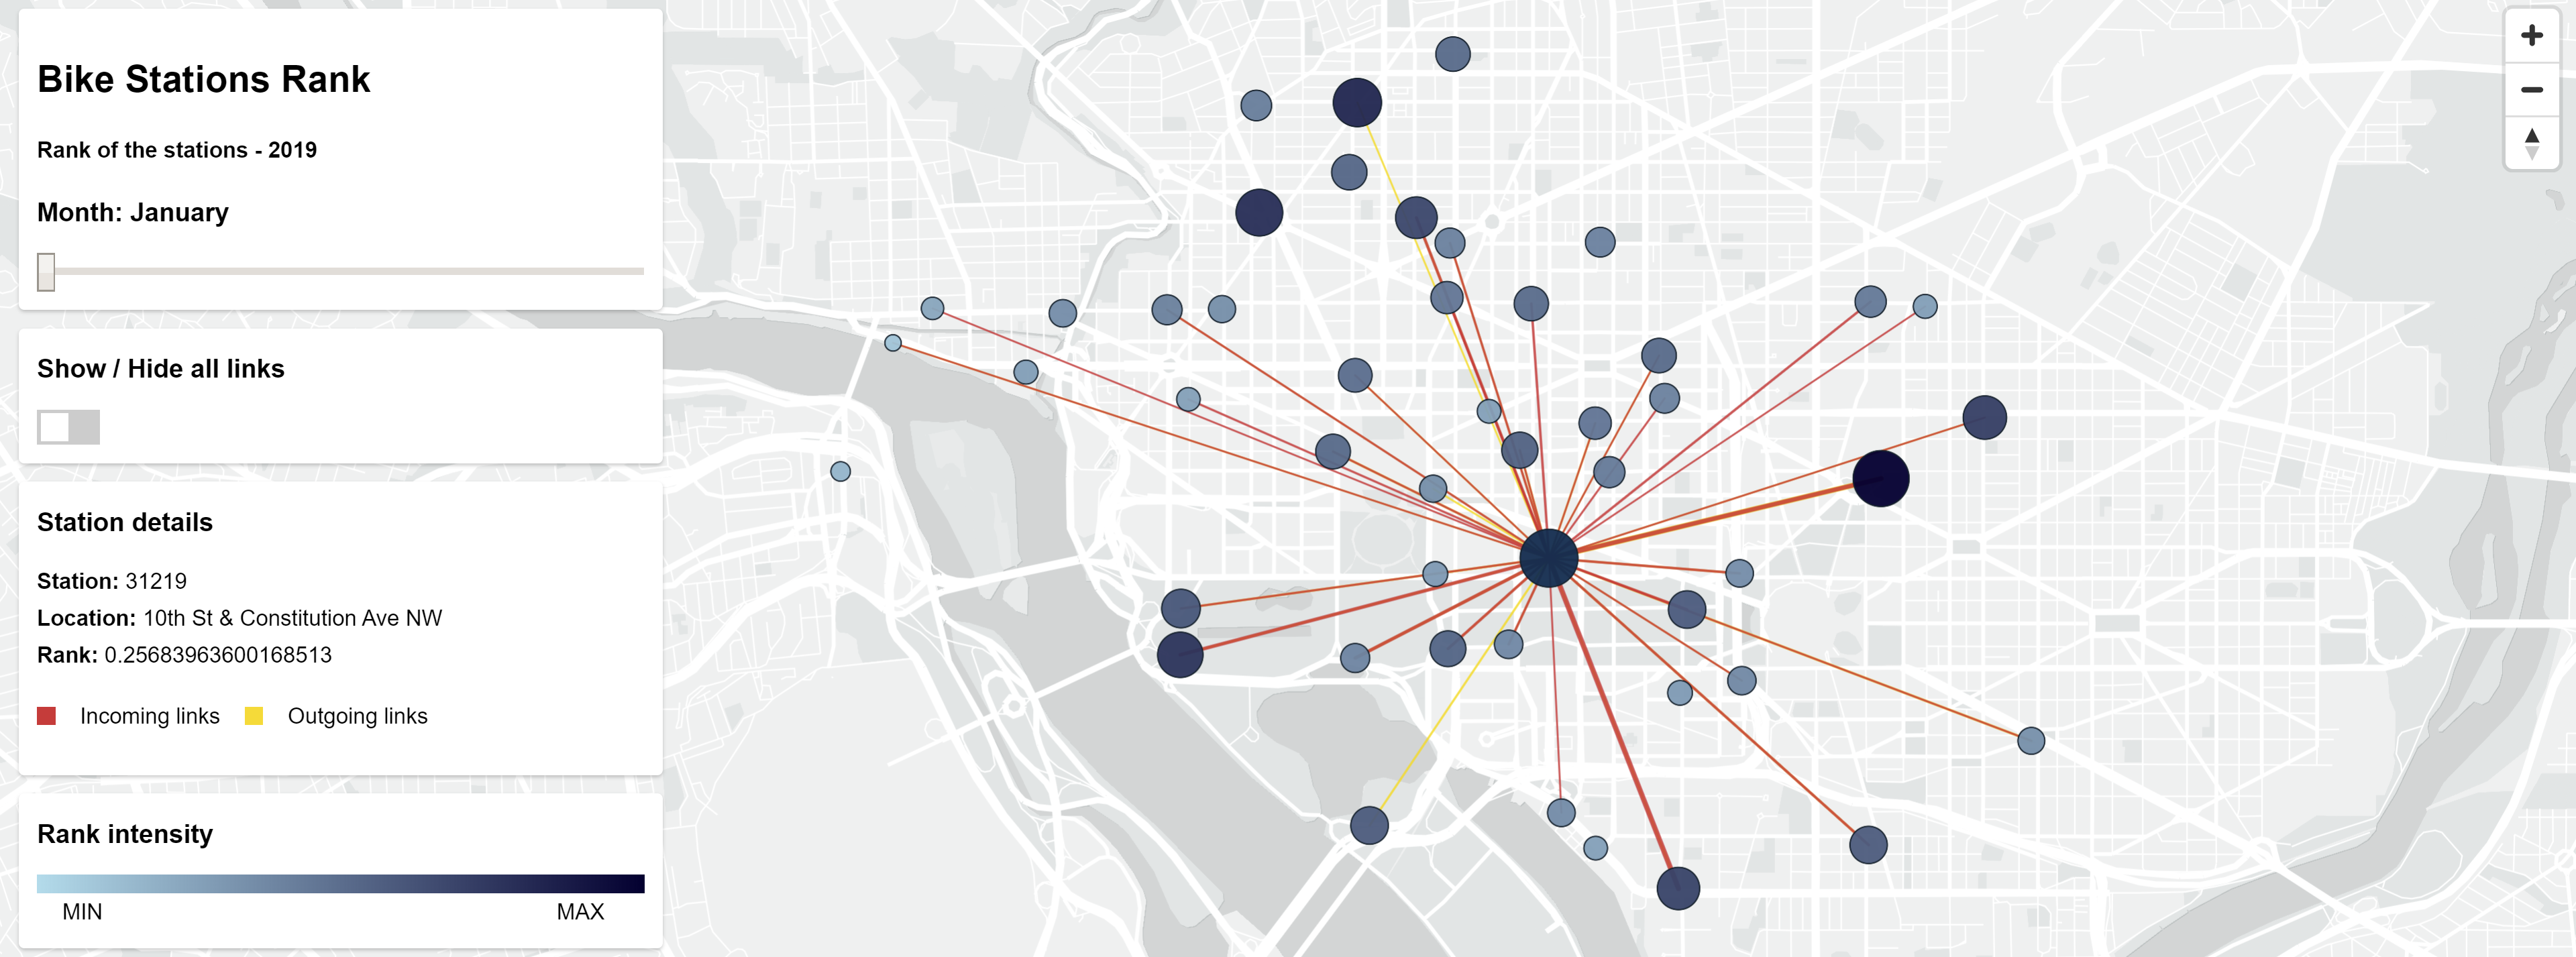 Bike Stations Rank
Rank of the stations - 2019
Month: January
Show / Hide all links
Station details
Station: 31219
Location: 10th St & Constitution Ave NW
Rank: 0.25683963600168513
Incoming links Outgoing links
Rank intensity
MIN MAX